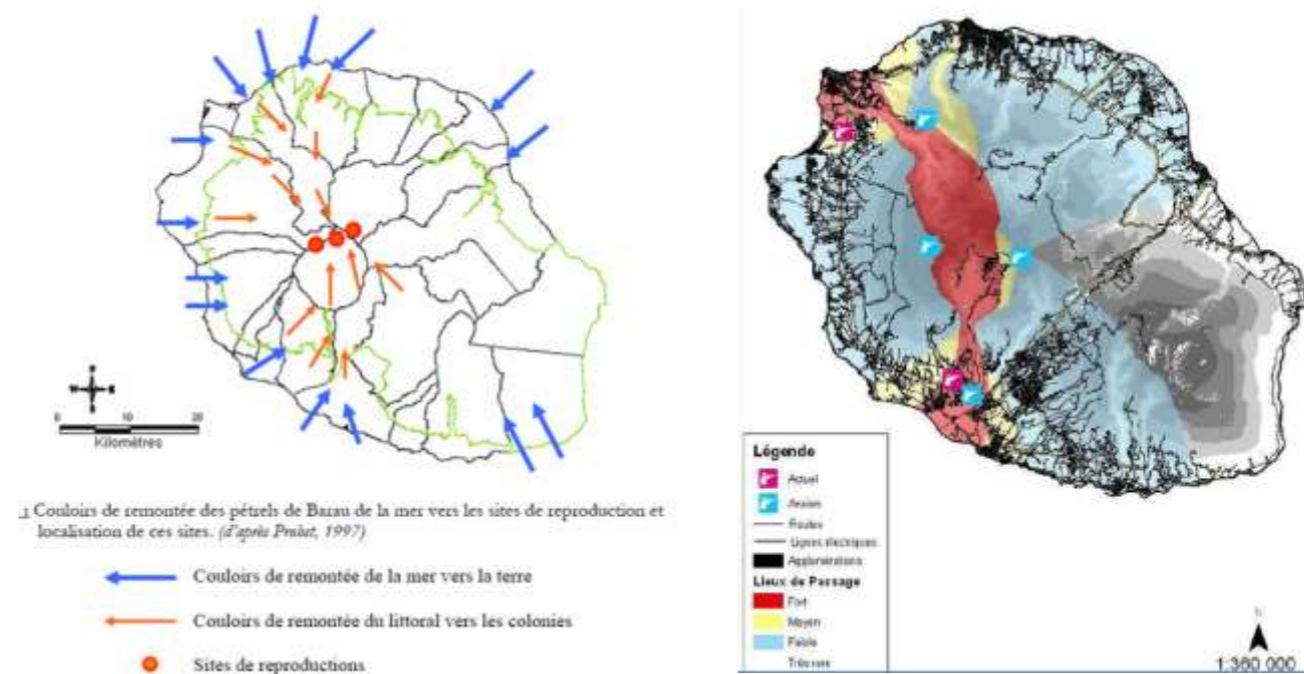 0 10 20
Kilomètres
Couloirs de remontée des pétrels de Barau de la mer vers les sites de reproduction et
localisation de ces sites. (d'après Probst, 1997)
Couloirs de remontée de la mer vers la terre
Couloirs de remontée du littoral vers les colonies
Sites de reproductions
Légende
Actuel
Ancien
Routes
Lignes électriques
Agglomérations
Lieux de Passage
Fort
Moyen
Faible
Très rare
N
1:360 000